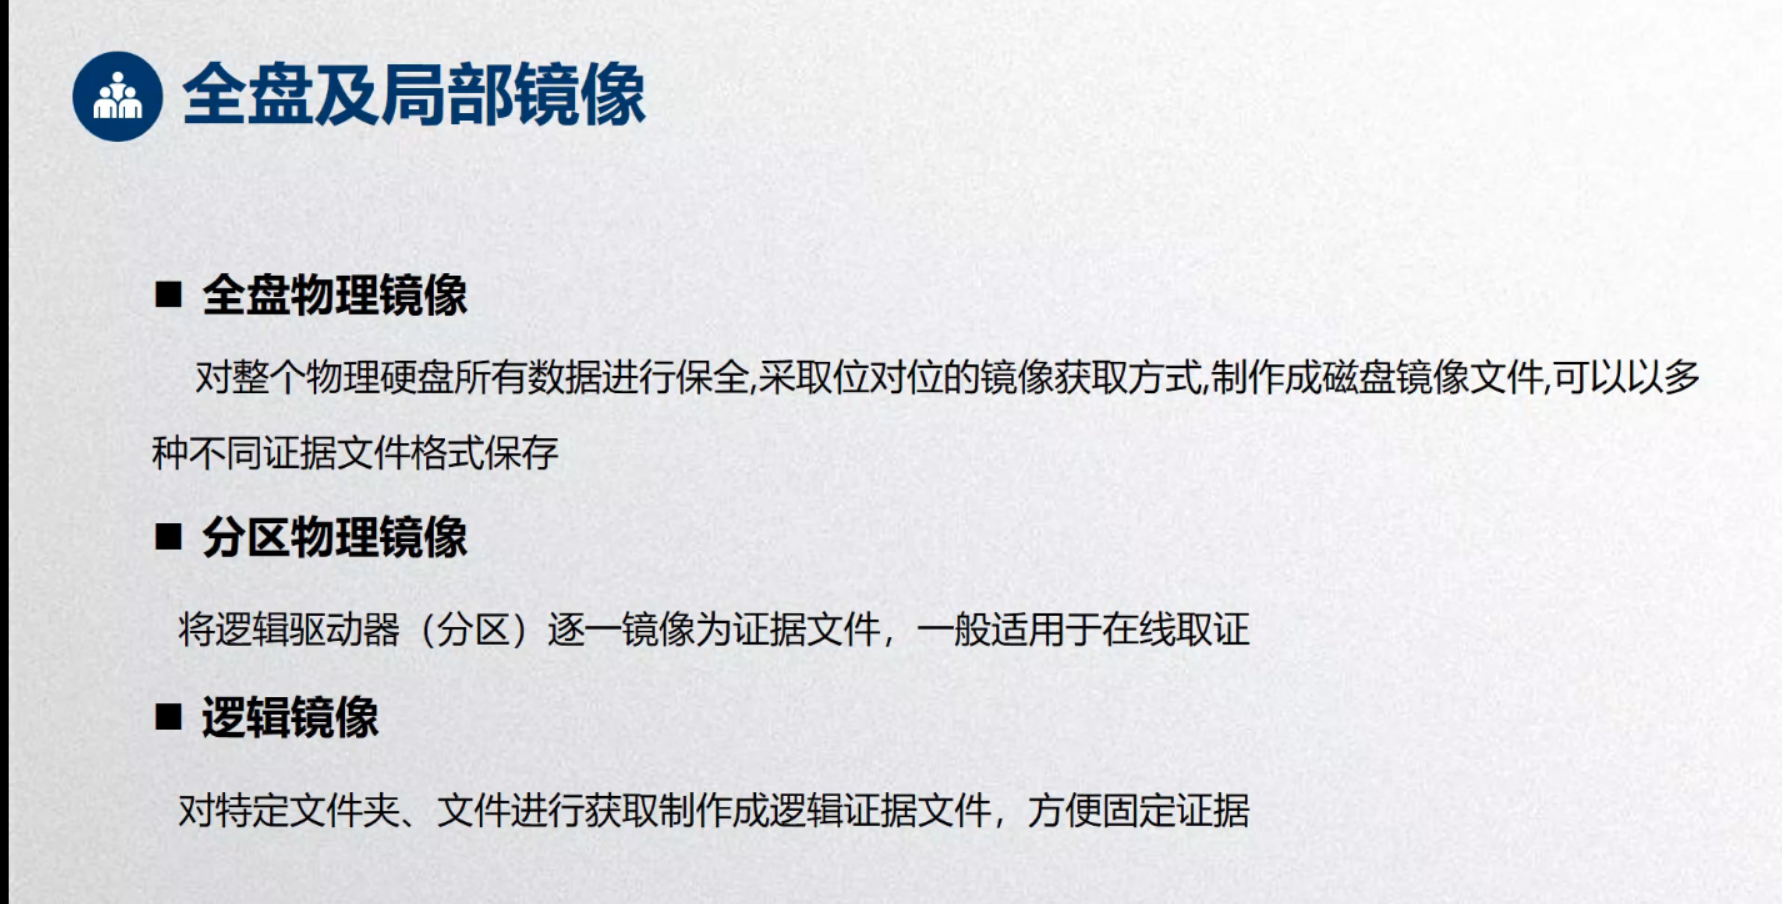 全盘及局部镜像
■ 全盘物理镜像
对整个物理硬盘所有数据进行保全,采取位对位的镜像获取方式,制作成磁盘镜像文件,可以以多
种不同证据文件格式保存
■ 分区物理镜像
将逻辑驱动器（分区）逐一镜像为证据文件，一般适用于在线取证
■ 逻辑镜像
对特定文件夹、文件进行获取制作成逻辑证据文件，方便固定证据